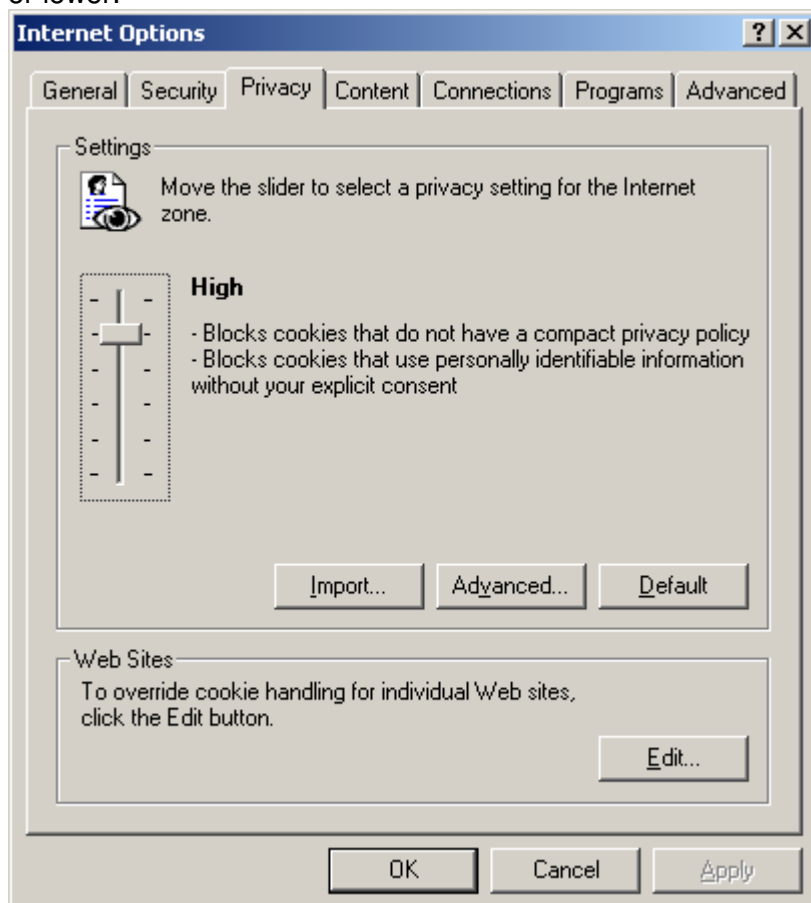 or lower.
Internet Options
General Security Privacy Content Connections Programs Advanced
Settings
Move the slider to select a privacy setting for the Internet
zone.
High
- Blocks cookies that do not have a compact privacy policy
- Blocks cookies that use personally identifiable information
without your explicit consent
Import... Advanced... Default
Web Sites
To override cookie handling for individual Web sites,
click the Edit button.
Edit...
OK Cancel Apply